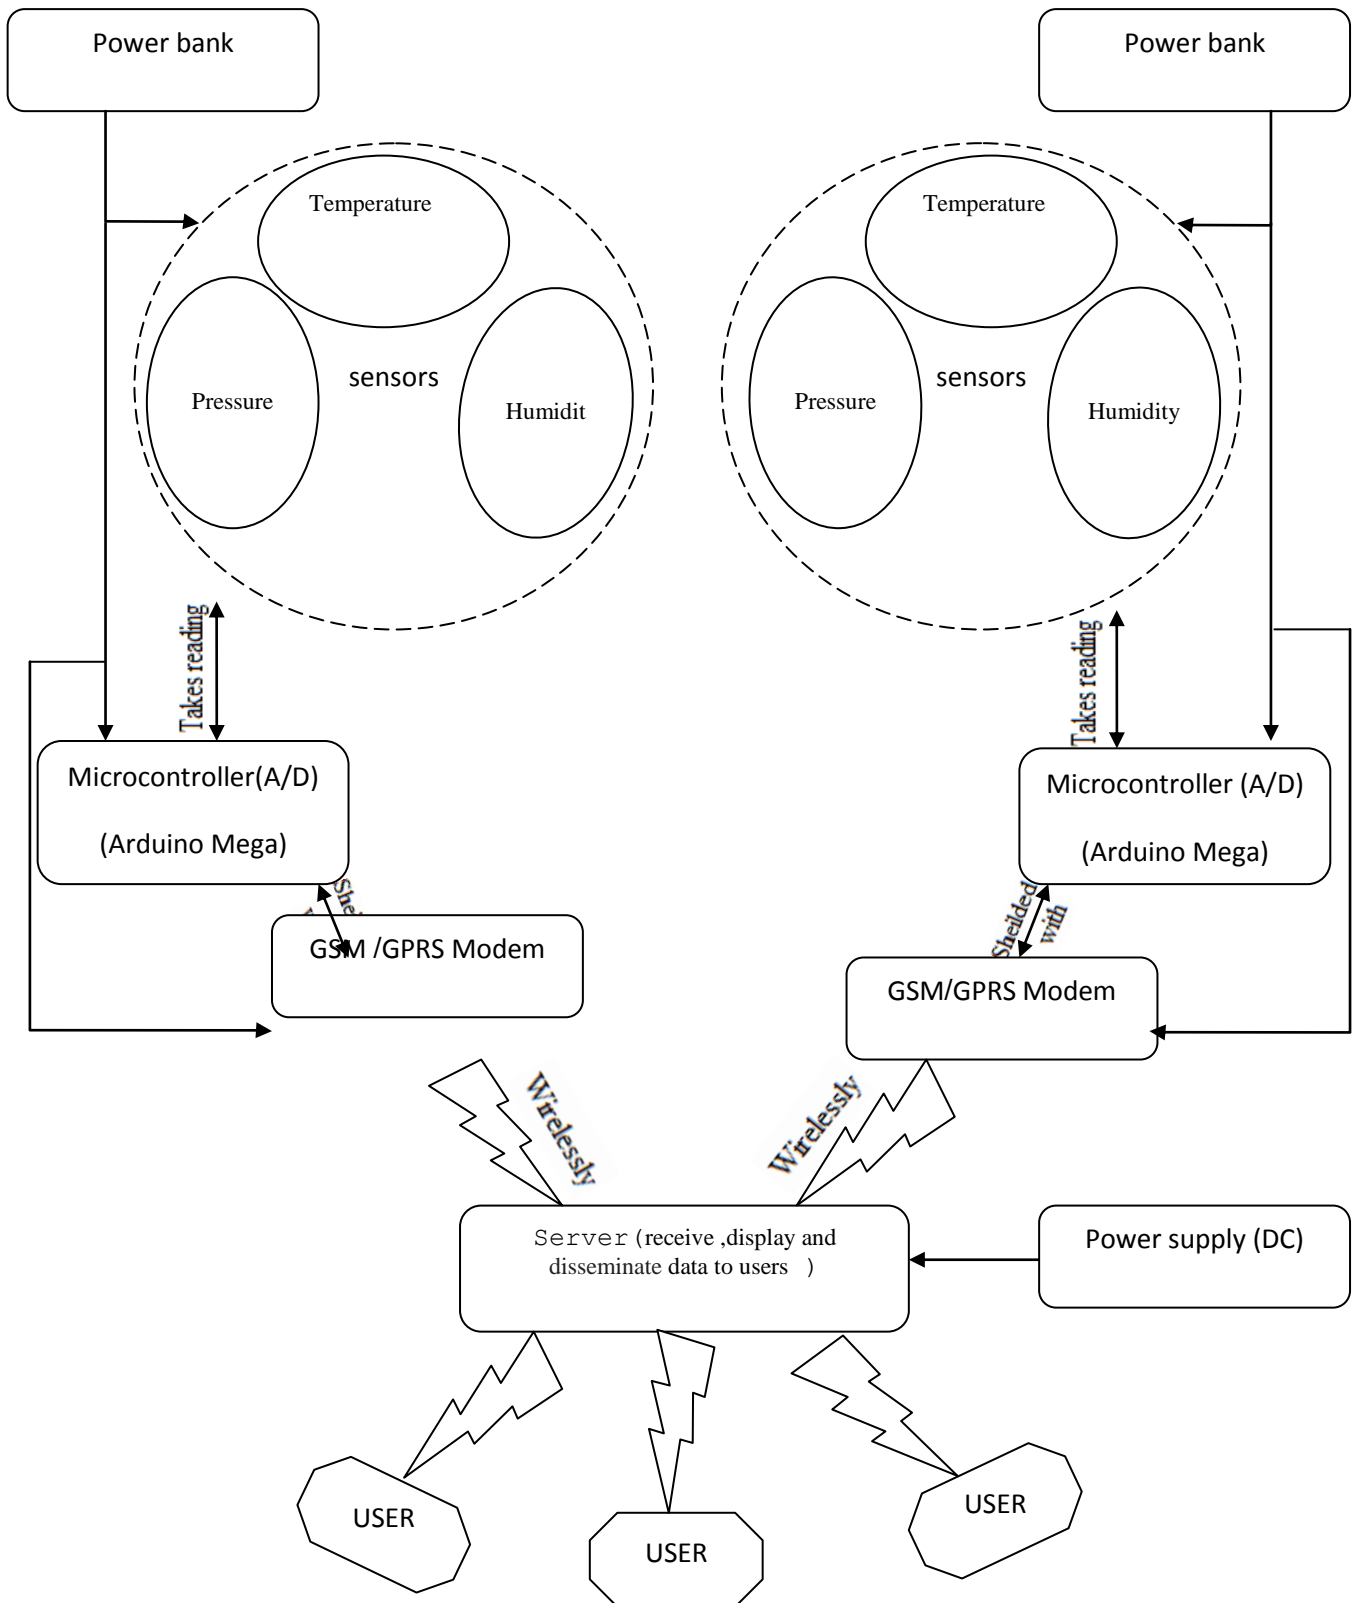 Power bank
Power bank
Temperature
Temperature
sensors
sensors
Pressure
Pressure
Humidit
Humidity
Takes reading
Takes reading
Microcontroller(A/D)
(Arduino Mega)
Microcontroller (A/D)
(Arduino Mega)
Sheilded
with
GSM /GPRS Modem
GSM/GPRS Modem
Wirelessly
Wirelessly
Server(receive ,display and
disseminate data to users )
Power supply (DC)
USER
USER
USER